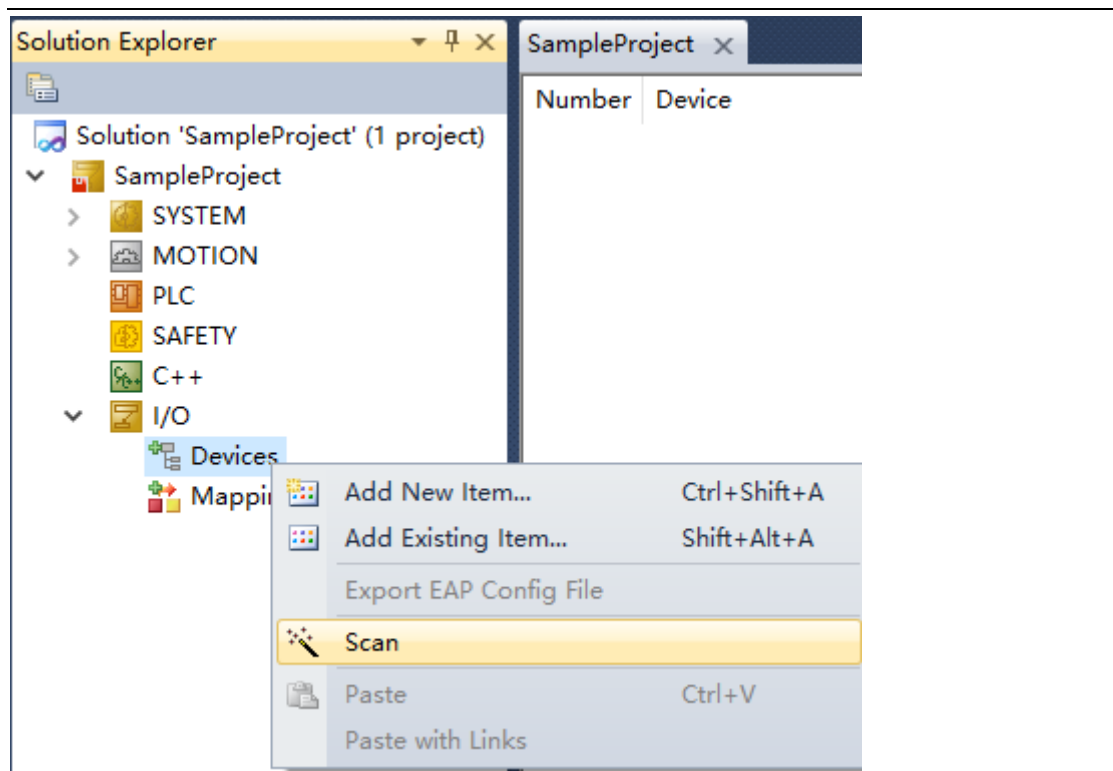 Solution Explorer
SampleProject
Number Device
Solution 'SampleProject' (1 project)
SampleProject
SYSTEM
MOTION
PLC
SAFETY
C++
I/O
Devices
Mappi
Add New Item... Ctrl+Shift+A
Add Existing Item... Shift+Alt+A
Export EAP Config File
Scan
Paste Ctrl+V
Paste with Links